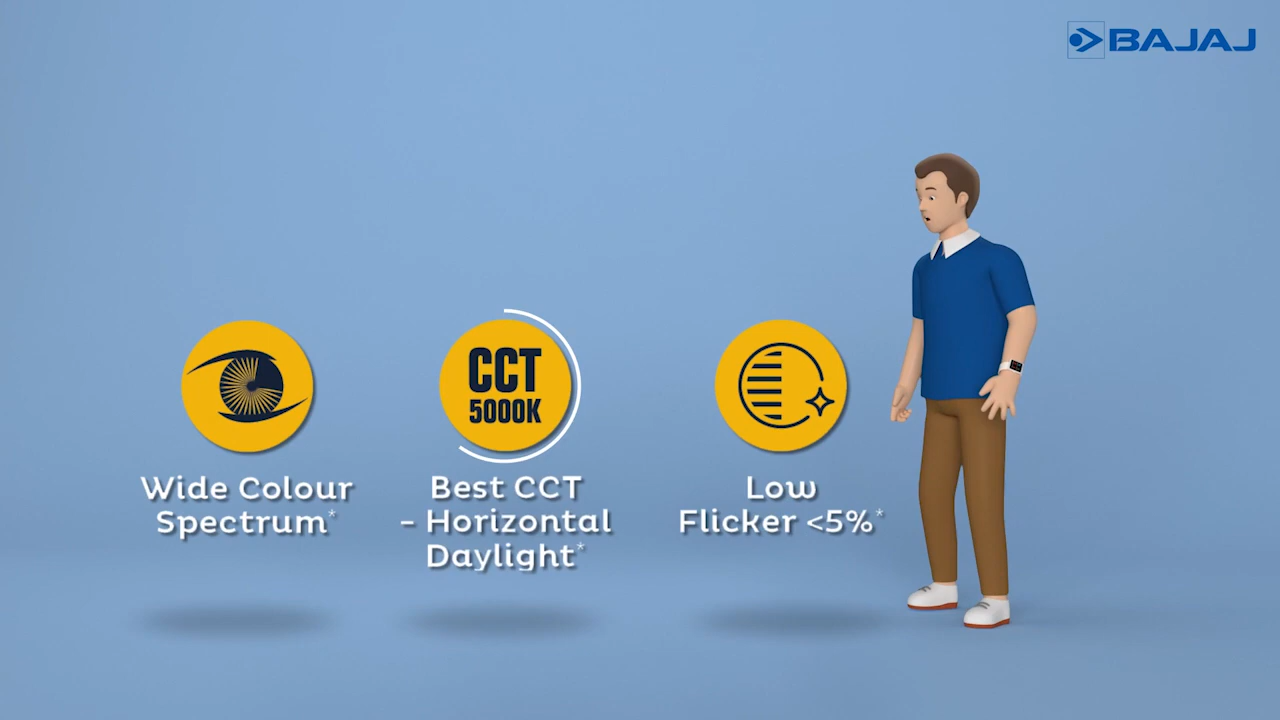 BAJAJ
CCT
5000K
Wide Colour
Spectrum*
Best CCT
- Horizontal
Daylight*
Low
Flicker <5%*